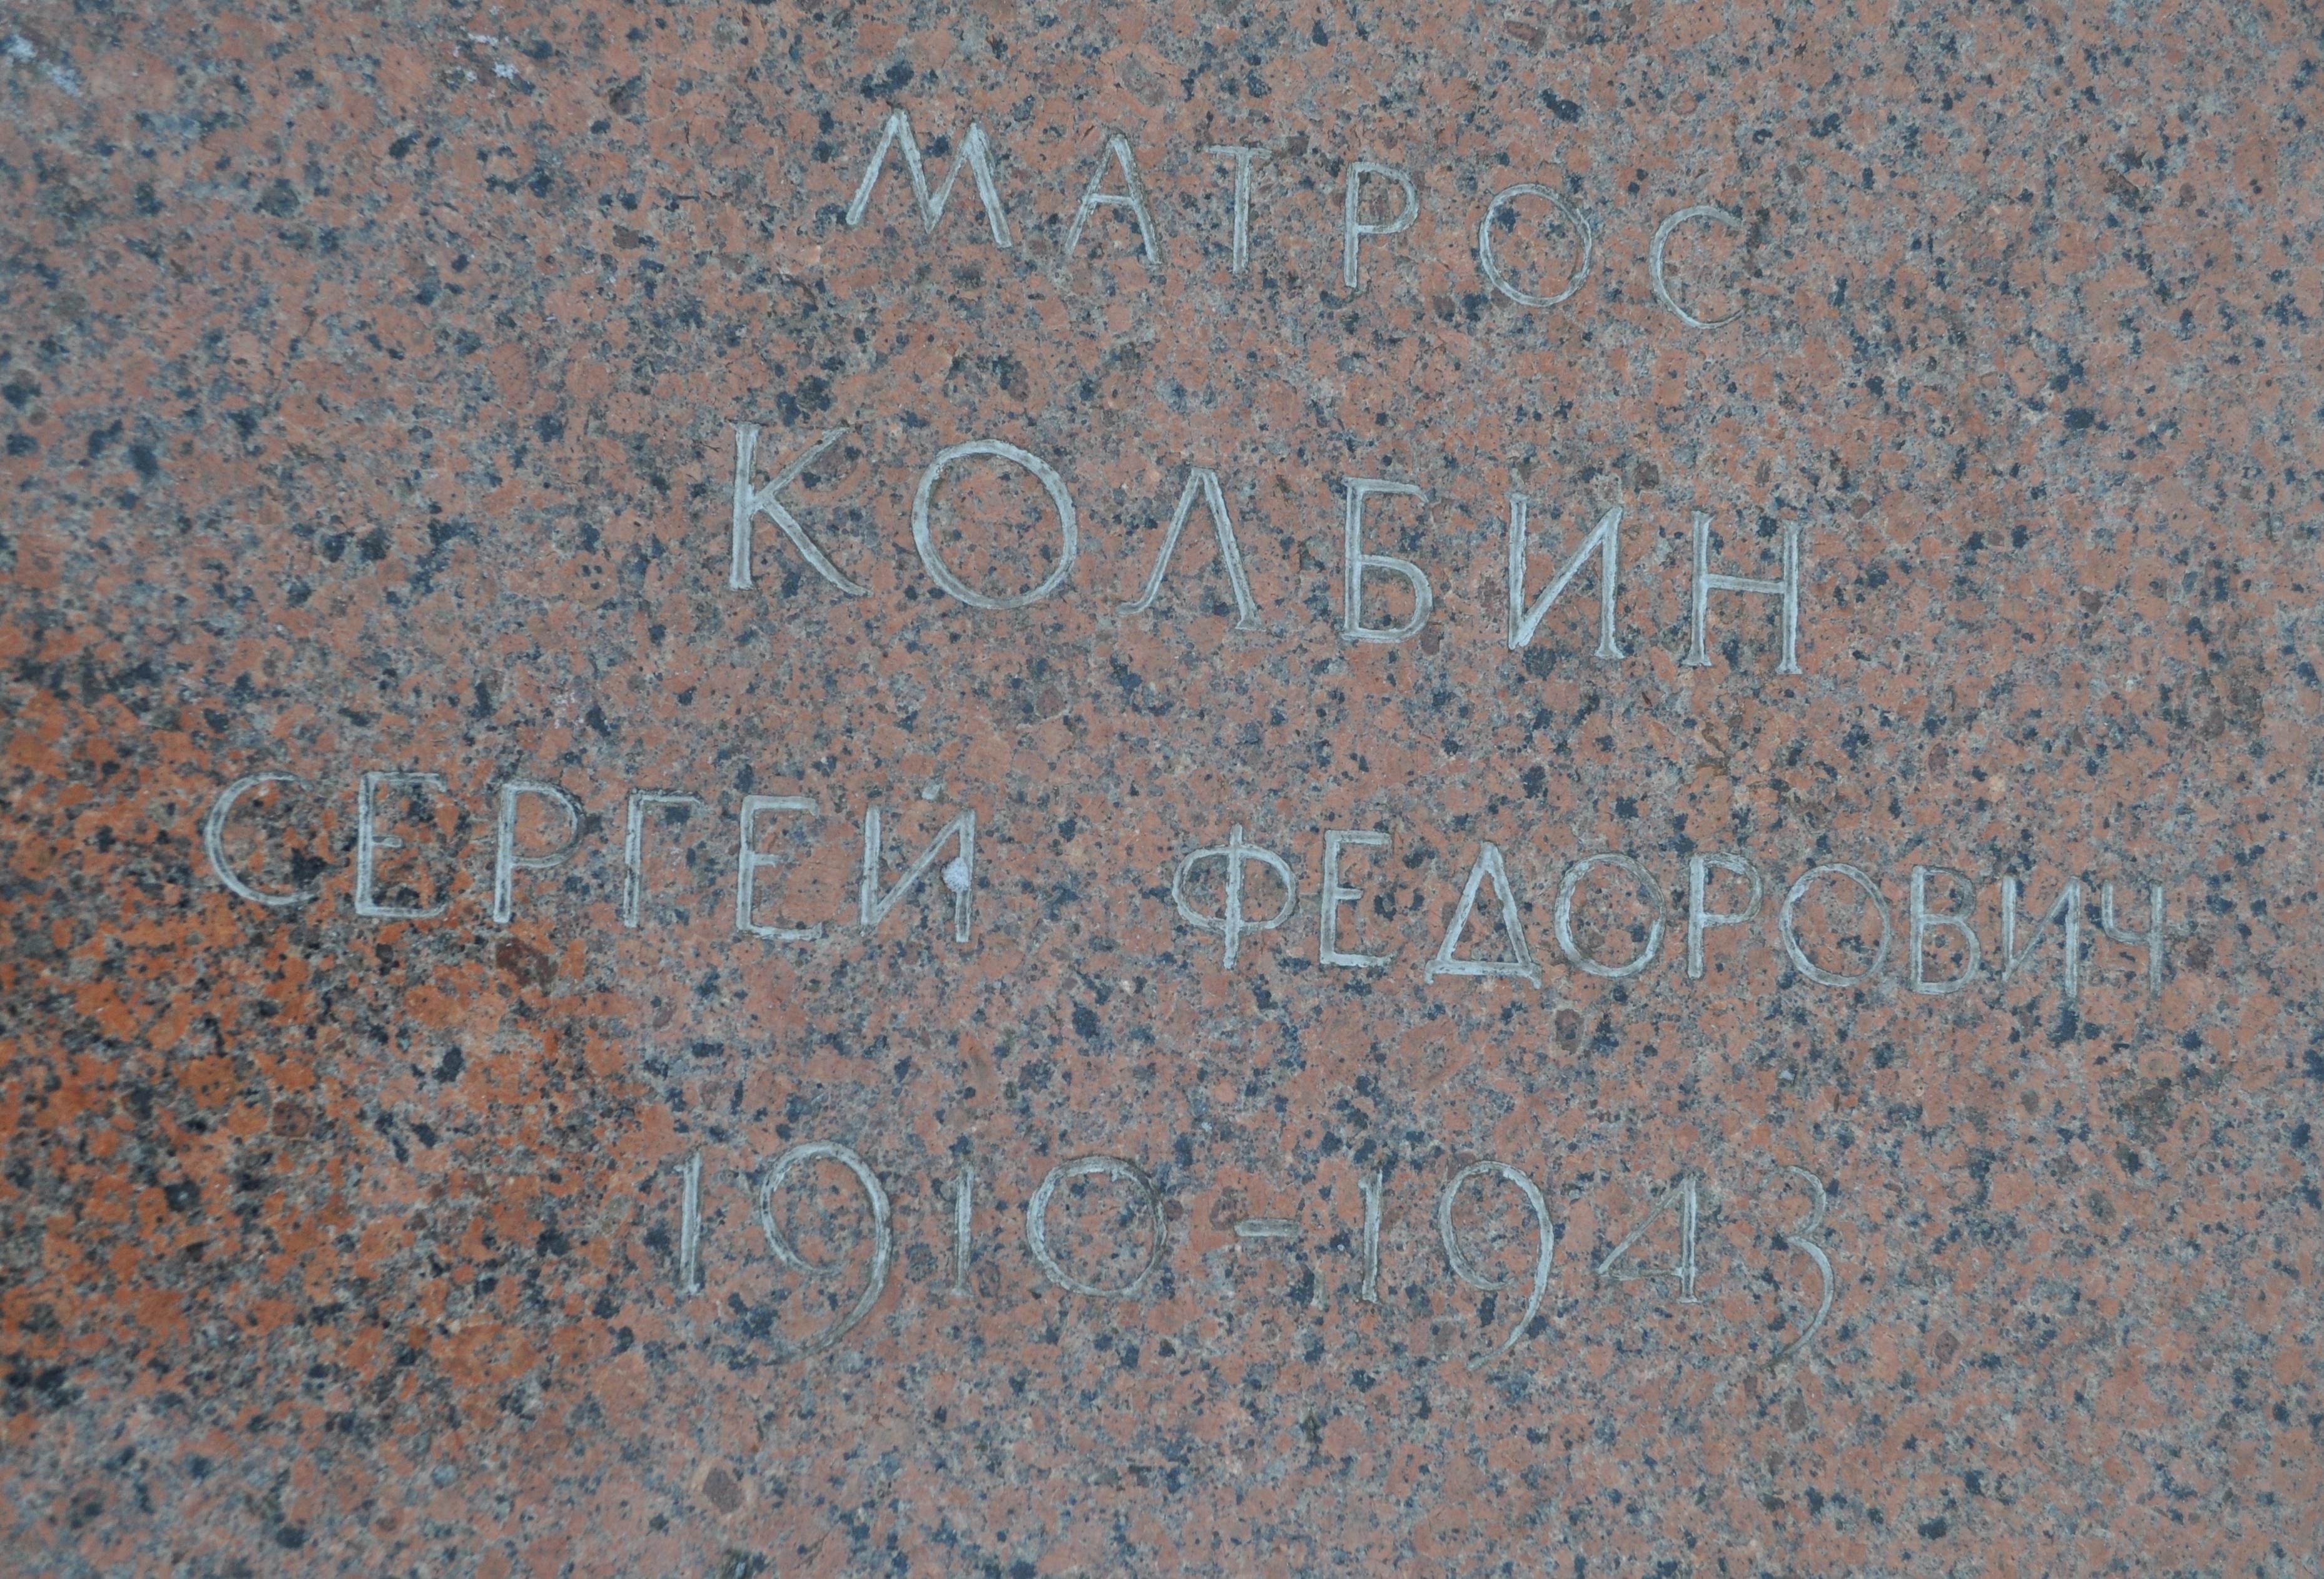 МАТРОС
КОЛБИН
СЕРГЕЙ ФЕДОРОВИЧ
1910-1943